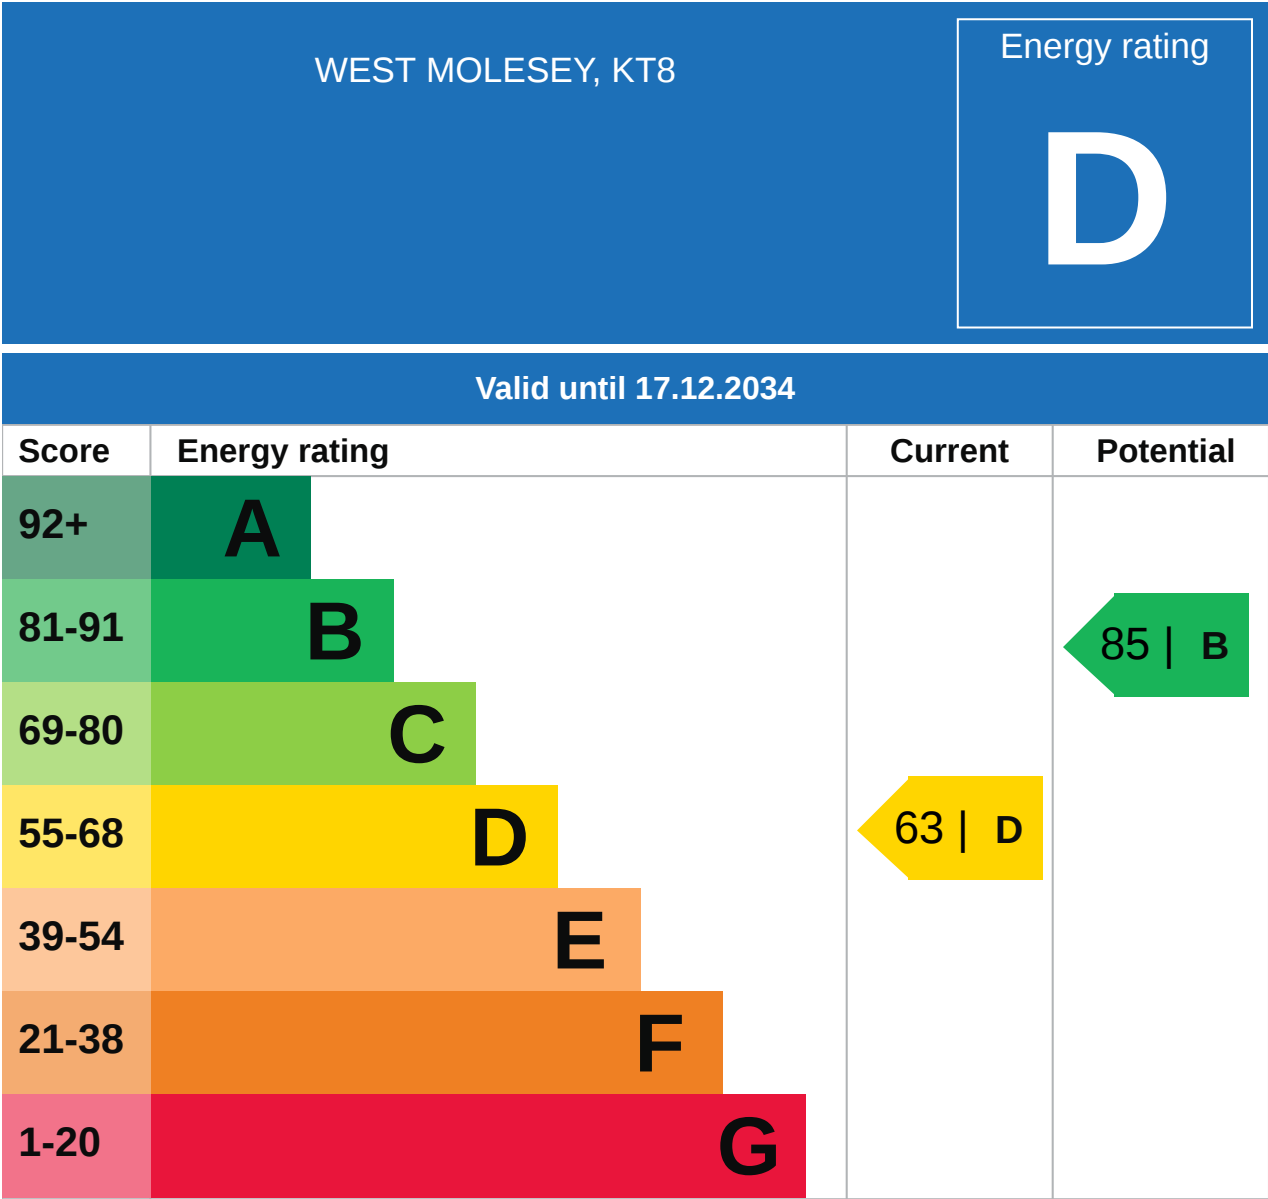 WEST MOLESEY, KT8
Energy rating
D
Valid until 17.12.2034
Score Energy rating Current Potential
92+ A
81-91 B
85 | B
69-80 C
55-68 D
63 | D
39-54 E
21-38 F
1-20 G